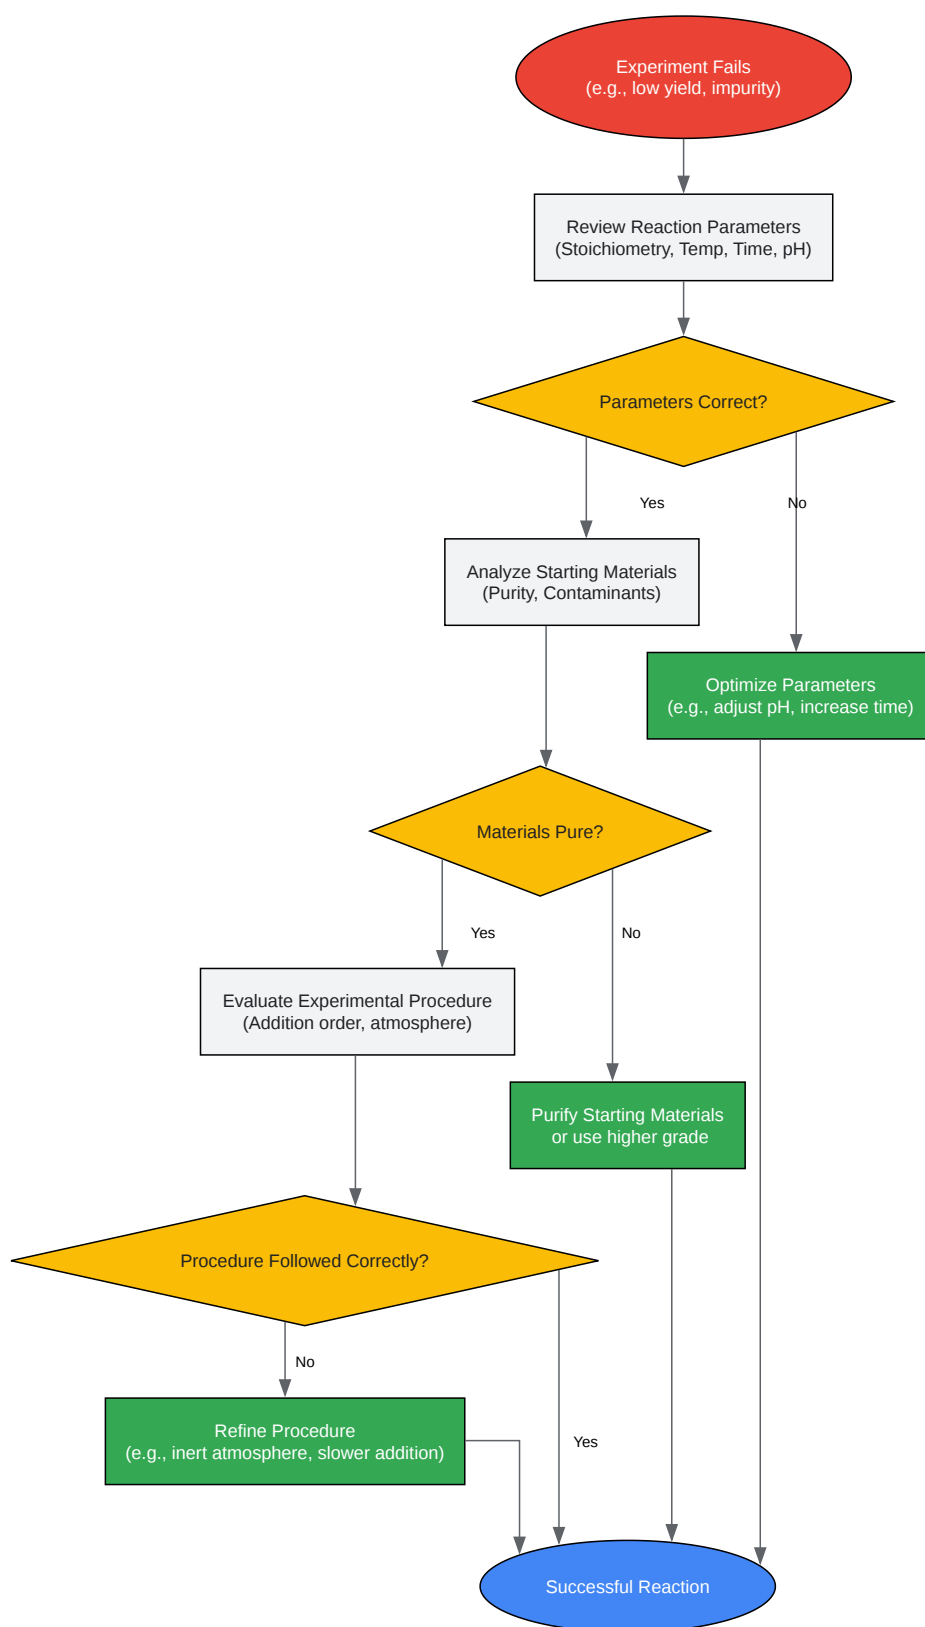 Experiment Fails
(e.g., low yield, impurity)
Review Reaction Parameters
(Stoichiometry, Temp, Time, pH)
Parameters Correct?
Yes
No
Analyze Starting Materials
(Purity, Contaminants)
Optimize Parameters
(e.g., adjust pH, increase time)
Materials Pure?
Yes
No
Evaluate Experimental Procedure
(Addition order, atmosphere)
Purify Starting Materials
or use higher grade
Procedure Followed Correctly?
No
Refine Procedure
(e.g., inert atmosphere, slower addition)
Yes
Successful Reaction